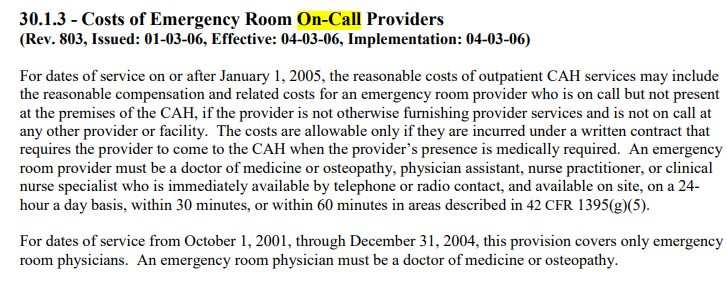 30.1.3 - Costs of Emergency Room On-Call Providers
(Rev. 803, Issued: 01-03-06, Effective: 04-03-06, Implementation: 04-03-06)
For dates of service on or after January 1, 2005, the reasonable costs of outpatient CAH services may include
the reasonable compensation and related costs for an emergency room provider who is on call but not present
at the premises of the CAH, if the provider is not otherwise furnishing provider services and is not on call at
any other provider or facility.  The costs are allowable only if they are incurred under a written contract that
requires the provider to come to the CAH when the provider's presence is medically required.  An emergency
room provider must be a doctor of medicine or osteopathy, physician assistant, nurse practitioner, or clinical
nurse specialist who is immediately available by telephone or radio contact, and available on site, on a 24-
hour a day basis, within 30 minutes, or within 60 minutes in areas described in 42 CFR 1395(g)(5).
For dates of service from October 1, 2001, through December 31, 2004, this provision covers only emergency
room physicians.  An emergency room physician must be a doctor of medicine or osteopathy.